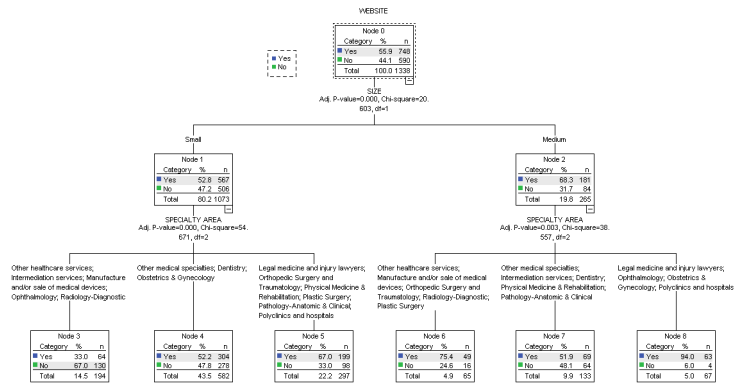 WEBSITE
Node 0
Category % n
Yes 55.9 748
No 44.1 590
Total 100.0 1338
Yes
No
SIZE
Adj. P-value=0.000, Chi-square=20.
603, df=1
Small
Medium
Node 1
Category % n
Yes 52.8 567
No 47.2 506
Total 80.2 1073
Node 2
Category % n
Yes 68.3 181
No 31.7 84
Total 19.8 265
SPECIALTY AREA
Adj. P-value=0.000, Chi-square=54.
671, df=2
SPECIALTY AREA
Adj. P-value=0.003, Chi-square=38.
557, df=2
Other healthcare services;
Intermediation services; Manufacture
and/or sale of medical devices;
Ophthalmology; Radiology-Diagnostic
Other medical specialties; Dentistry;
Obstetrics & Gynecology
Legal medicine and injury lawyers;
Orthopedic Surgery and
Traumatology; Physical Medicine &
Rehabilitation; Plastic Surgery;
Pathology-Anatomic & Clinical;
Polyclinics and hospitals
Other healthcare services;
Manufacture and/or sale of medical
devices; Orthopedic Surgery and
Traumatology; Radiology-Diagnostic;
Plastic Surgery
Other medical specialties;
Intermediation services; Dentistry;
Physical Medicine & Rehabilitation;
Pathology-Anatomic & Clinical
Legal medicine and injury lawyers;
Ophthalmology; Obstetrics &
Gynecology; Polyclinics and hospitals
Node 3
Category % n
Yes 33.0 64
No 67.0 130
Total 14.5 194
Node 4
Category % n
Yes 52.2 304
No 47.8 278
Total 43.5 582
Node 5
Category % n
Yes 67.0 199
No 33.0 98
Total 22.2 297
Node 6
Category % n
Yes 75.4 49
No 24.6 16
Total 4.9 65
Node 7
Category % n
Yes 51.9 69
No 48.1 64
Total 9.9 133
Node 8
Category % n
Yes 94.0 63
No 6.0 4
Total 5.0 67